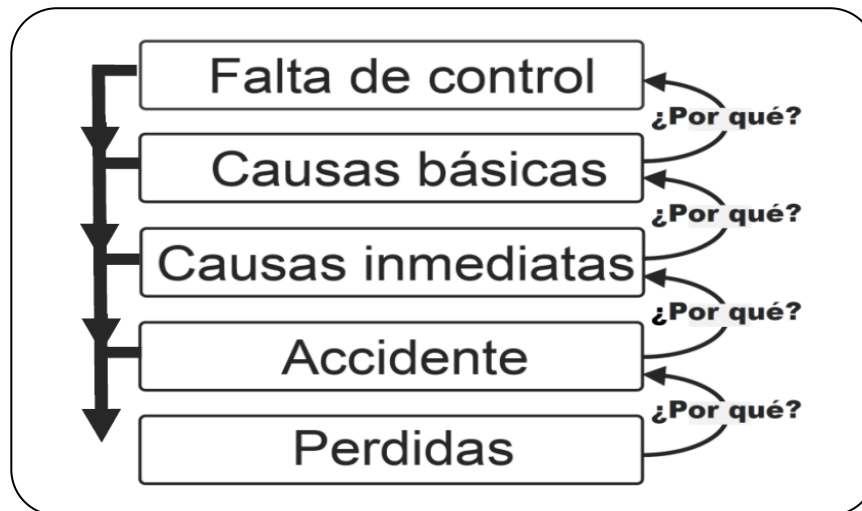 Falta de control
¿Por qué?
Causas básicas
¿Por qué?
Causas inmediatas
¿Por qué?
Accidente
¿Por qué?
Perdidas